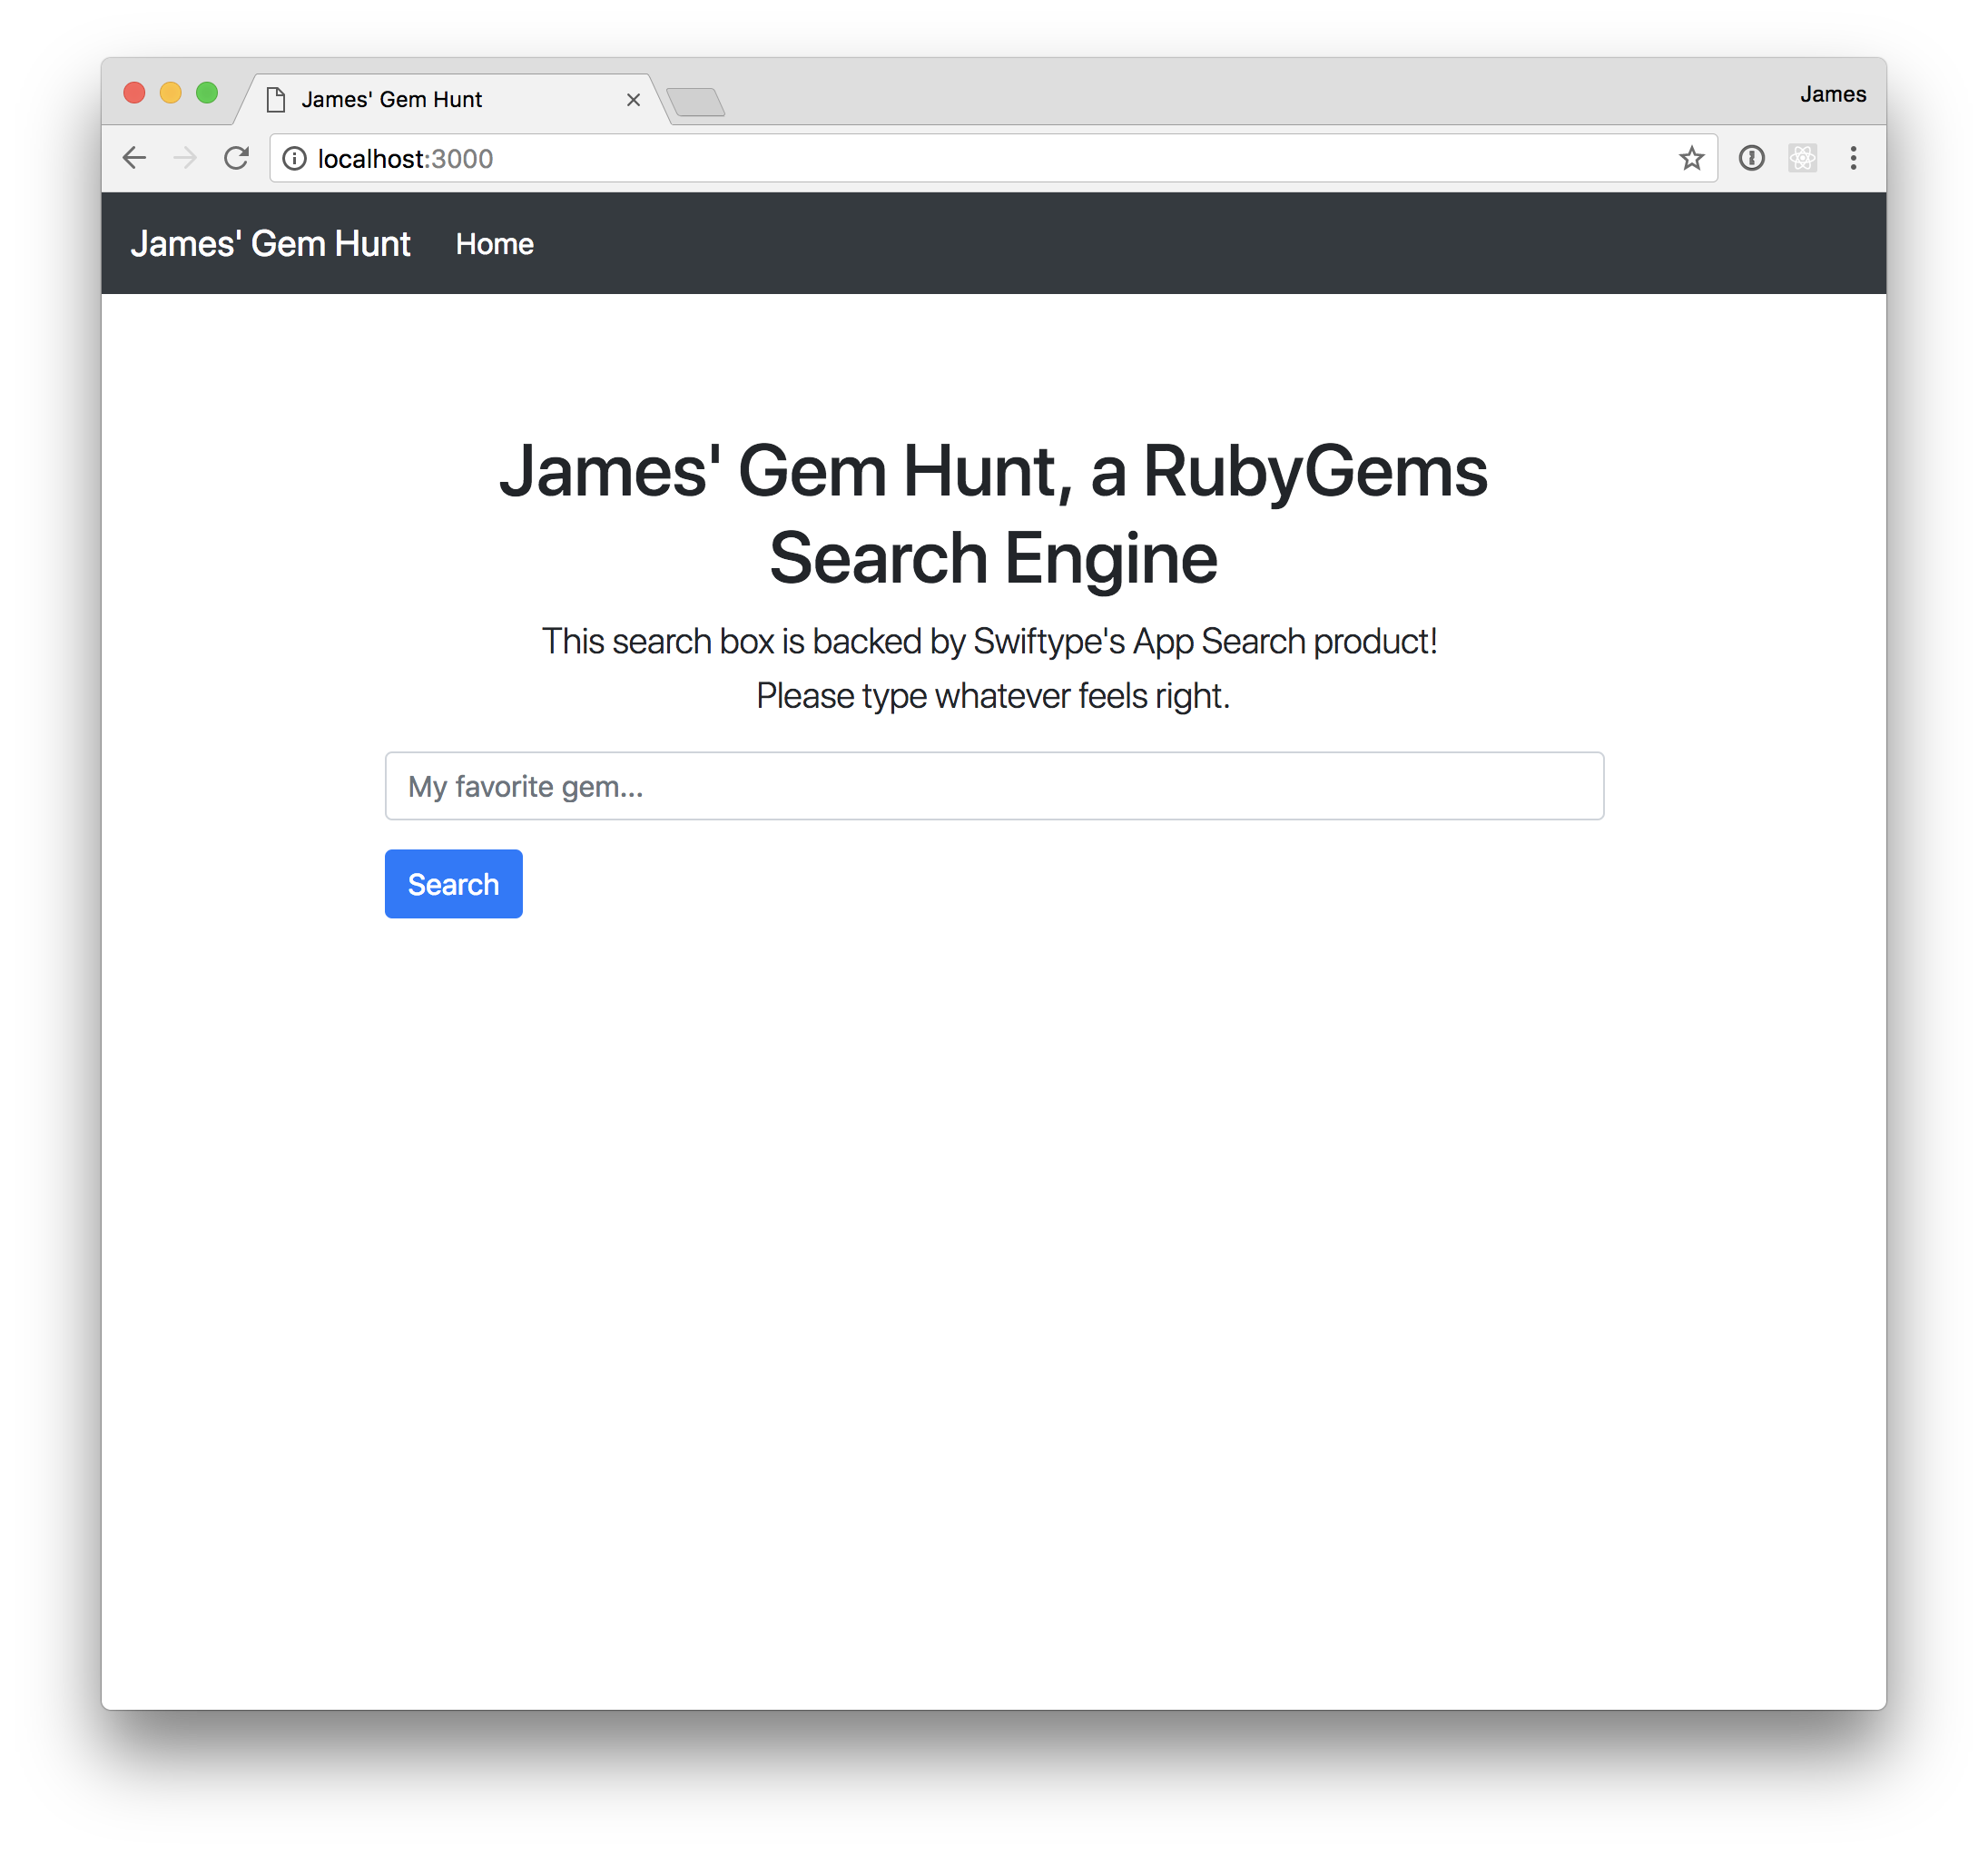 James' Gem Hunt
James
localhost:3000
James' Gem Hunt Home
James' Gem Hunt, a RubyGems
Search Engine
This search box is backed by Swiftype's App Search product!
Please type whatever feels right.
My favorite gem...
Search